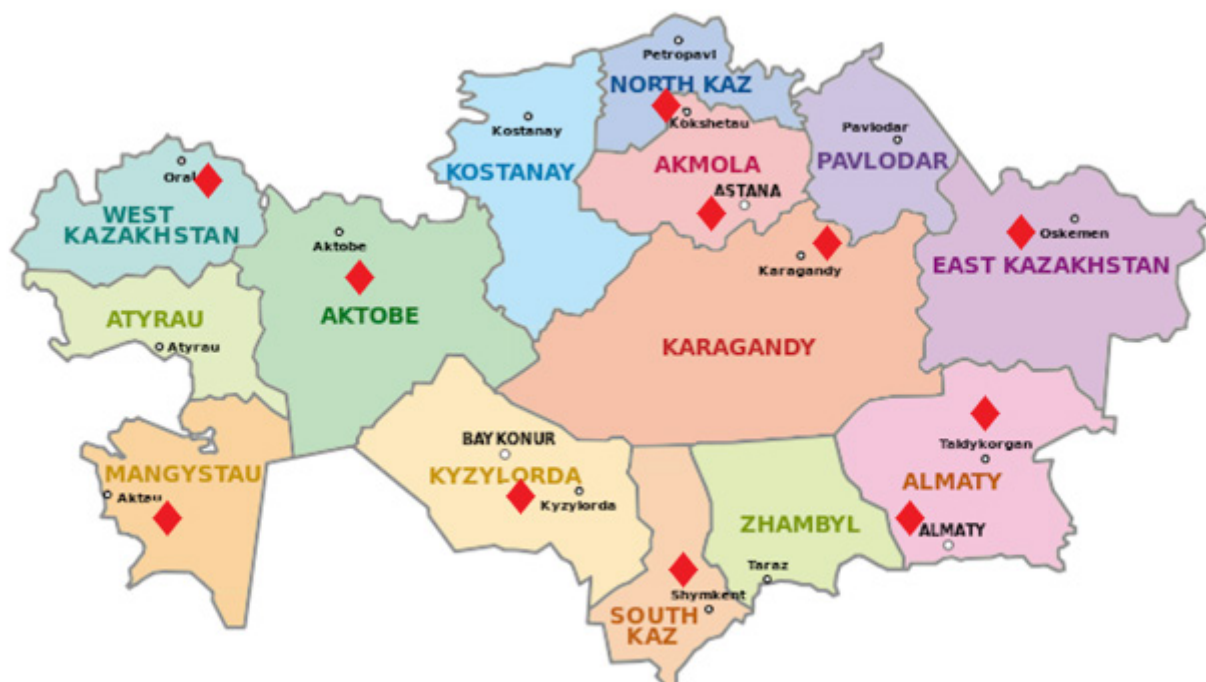 Petropavl
NORTH KAZ
Kokshetau
Kostanay
KOSTANAY
Pavlodar
PAVLODAR
AKMOLA
ASTANA
Oral
WEST
KAZAKHSTAN
Aktobe
AKTOBE
Karagandy
KARAGANDY
Oskemen
EAST KAZAKHSTAN
ATYRAU
Atyrau
MANGYSTAU
Aktau
BAYKONUR
KYZYLORDA
Kyzylorda
Taldykorgan
ALMATY
ALMATY
ZHAMBYL
Taraz
Shymkent
SOUTH
KAZ